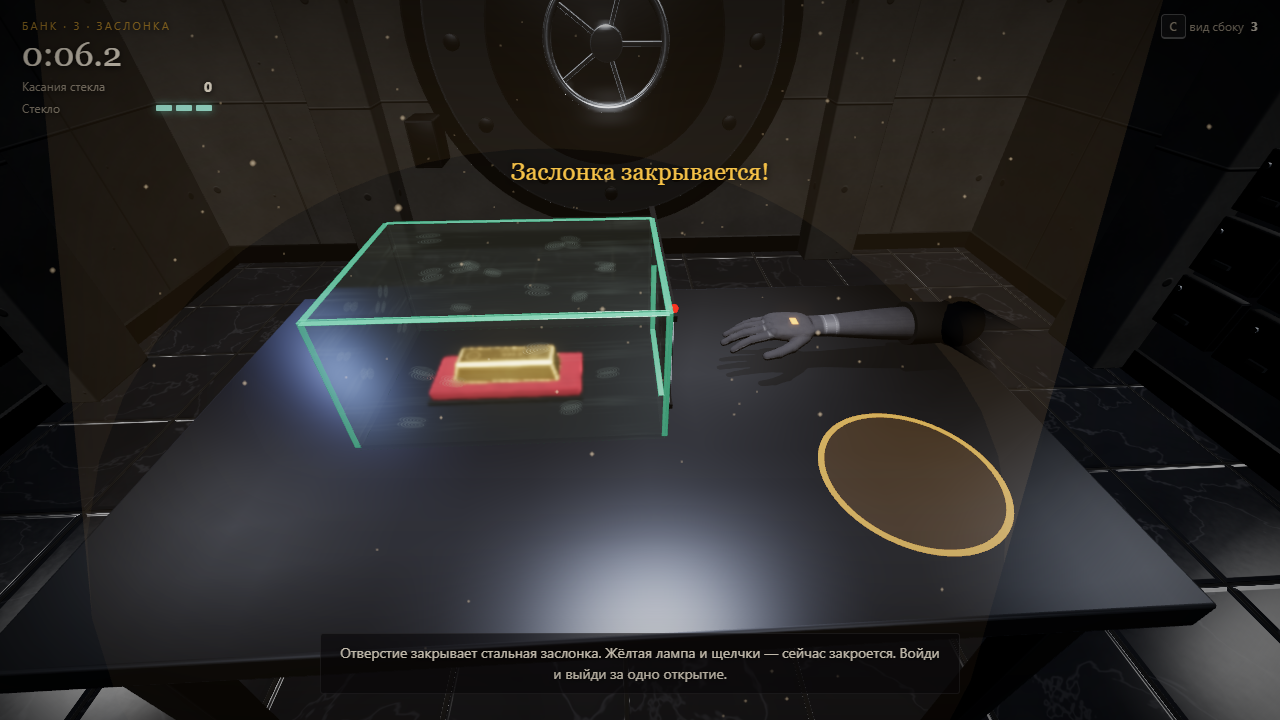 БАНК · 3 · ЗАСЛОНКА
0:06.2
Касания стекла 0
Стекло
C вид сбоку 3
Заслонка закрывается!
Отверстие закрывает стальная заслонка. Жёлтая лампа и щелчки — сейчас закроется. Войди
и выйди за одно открытие.